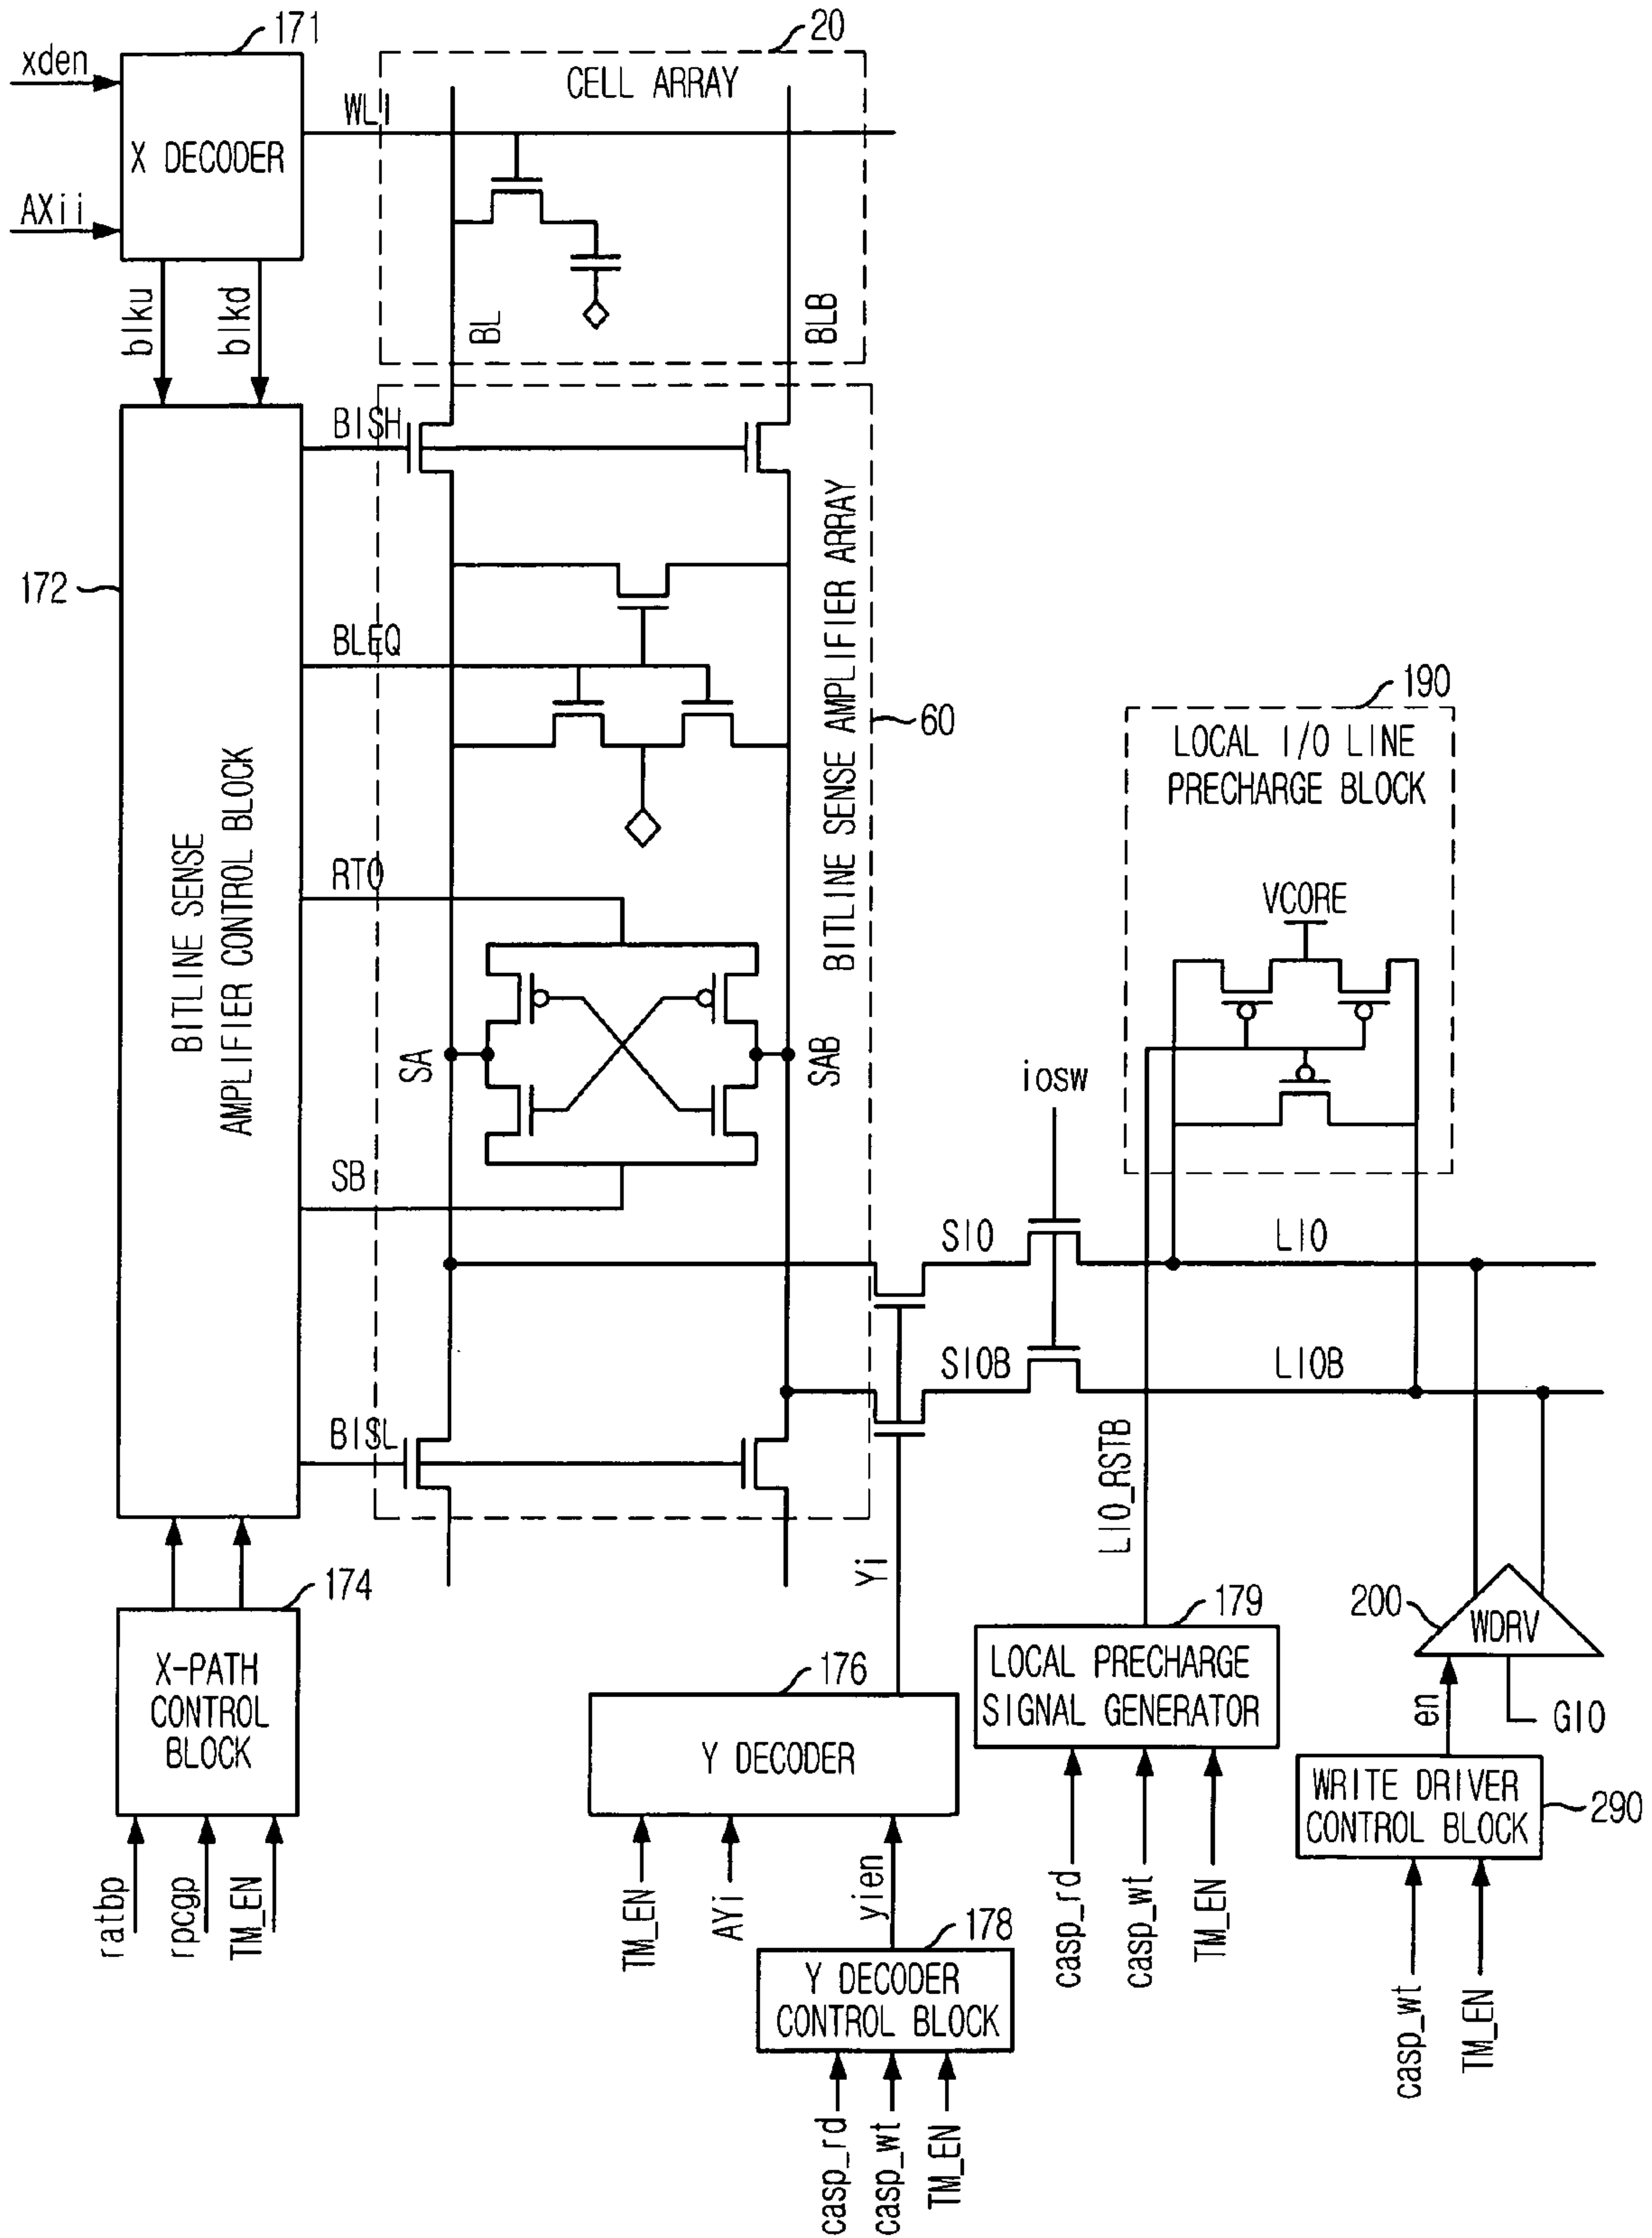 171
20
xden
X DECODER
AXii
WLi
CELL ARRAY
blku
blkd
BL
BLB
BISH
172
BLEQ
60
BITLINE SENSE AMPLIFIER ARRAY
BITLINE SENSE
AMPLIFIER CONTROL BLOCK
RTO
SA
SAB
SB
BISL
190
LOCAL I/O LINE
PRECHARGE BLOCK
VCORE
iosw
SIO
LIO
SIOB
LIOB
LIO_RSTB
Yi
174
X-PATH
CONTROL
BLOCK
ratbp
rpcgp
TM_EN
176
Y DECODER
TM_EN
AYi
yien
178
Y DECODER
CONTROL BLOCK
casp_rd
casp_wt
TM_EN
179
LOCAL PRECHARGE
SIGNAL GENERATOR
casp_rd
casp_wt
TM_EN
200
WDRV
en
GIO
WRITE DRIVER
CONTROL BLOCK
290
casp_wt
TM_EN